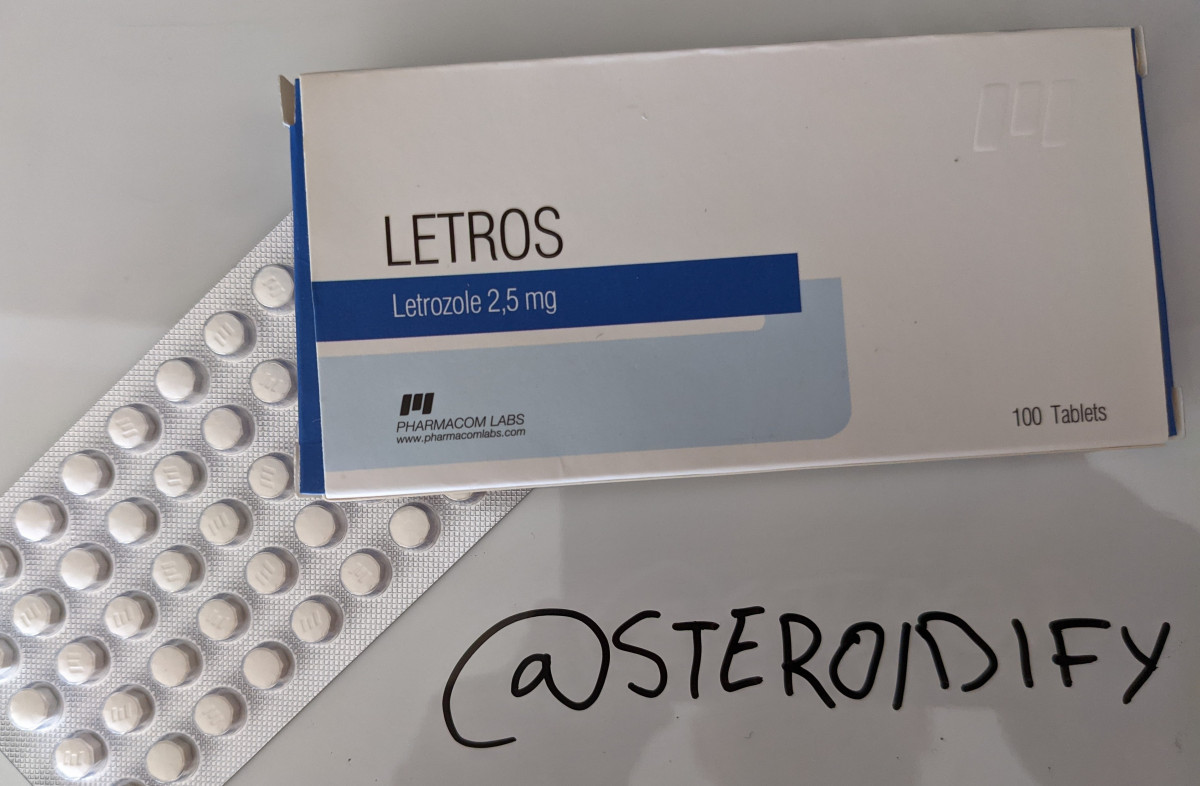 LETROS
Letrozole 2,5 mg
PHARMACOM LABS
www.pharmacomlabs.com
100 Tablets
@STEROIDIFY